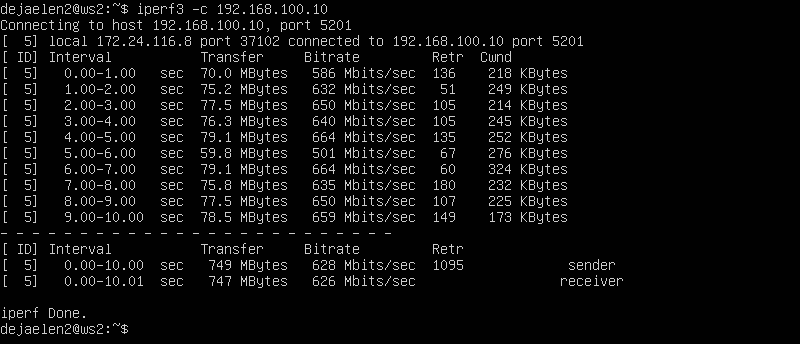 dejaelen2@ws2:~$ iperf3 -c 192.168.100.10
Connecting to host 192.168.100.10, port 5201
[  5] local 172.24.116.8 port 37102 connected to 192.168.100.10 port 5201
[ ID] Interval           Transfer     Bitrate         Retr  Cwnd
[  5]   0.00-1.00   sec  70.0 MBytes   586 Mbits/sec  136    218 KBytes
[  5]   1.00-2.00   sec  75.2 MBytes   632 Mbits/sec   51    249 KBytes
[  5]   2.00-3.00   sec  77.5 MBytes   650 Mbits/sec  105    214 KBytes
[  5]   3.00-4.00   sec  76.3 MBytes   640 Mbits/sec  105    245 KBytes
[  5]   4.00-5.00   sec  79.1 MBytes   664 Mbits/sec  135    252 KBytes
[  5]   5.00-6.00   sec  59.8 MBytes   501 Mbits/sec   67    276 KBytes
[  5]   6.00-7.00   sec  79.1 MBytes   664 Mbits/sec   60    324 KBytes
[  5]   7.00-8.00   sec  75.8 MBytes   635 Mbits/sec  180    232 KBytes
[  5]   8.00-9.00   sec  77.5 MBytes   650 Mbits/sec  107    225 KBytes
[  5]   9.00-10.00  sec  78.5 MBytes   659 Mbits/sec  149    173 KBytes
- - - - - - - - - - - - - - - - - - - - - - - - -
[ ID] Interval           Transfer     Bitrate         Retr
[  5]   0.00-10.00  sec   749 MBytes   628 Mbits/sec  1095             sender
[  5]   0.00-10.01  sec   747 MBytes   626 Mbits/sec                  receiver
iperf Done.
dejaelen2@ws2:~$